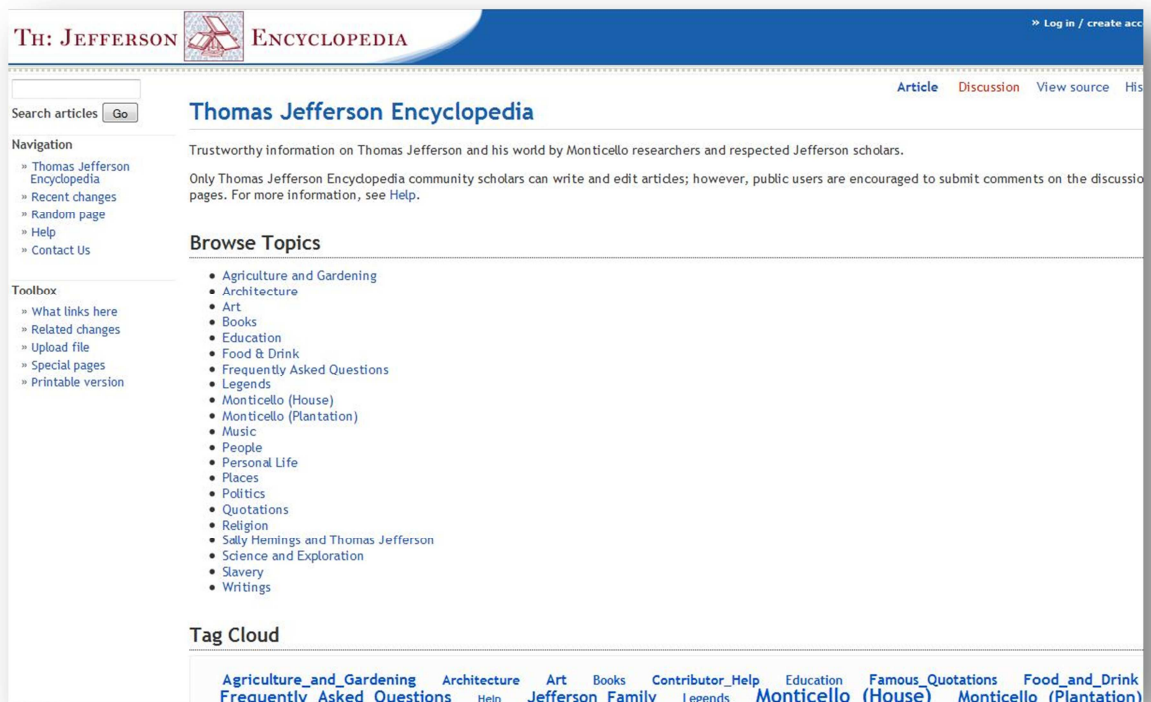 TH: JEFFERSON ENCYCLOPEDIA
» Log in / create acc
Search articles Go
Navigation
» Thomas Jefferson
Encyclopedia
» Recent changes
» Random page
» Help
» Contact Us
Toolbox
» What links here
» Related changes
» Upload file
» Special pages
» Printable version
Article Discussion View source His
Thomas Jefferson Encyclopedia
Trustworthy information on Thomas Jefferson and his world by Monticello researchers and respected Jefferson scholars.
Only Thomas Jefferson Encyclopedia community scholars can write and edit articles; however, public users are encouraged to submit comments on the discussio
pages. For more information, see Help.
Browse Topics
• Agriculture and Gardening
• Architecture
• Art
• Books
• Education
• Food & Drink
• Frequently Asked Questions
• Legends
• Monticello (House)
• Monticello (Plantation)
• Music
• People
• Personal Life
• Places
• Politics
• Quotations
• Religion
• Sally Hemings and Thomas Jefferson
• Science and Exploration
• Slavery
• Writings
Tag Cloud
Agriculture_and_Gardening Architecture Art Books Contributor_Help Education Famous_Quotations Food_and_Drink
Frequently_Asked_Questions Help Jefferson_Family Legends Monticello_(House) Monticello_(Plantation)